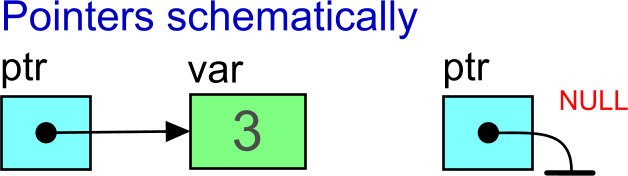 Pointers schematically
ptr
var
ptr
NULL
3